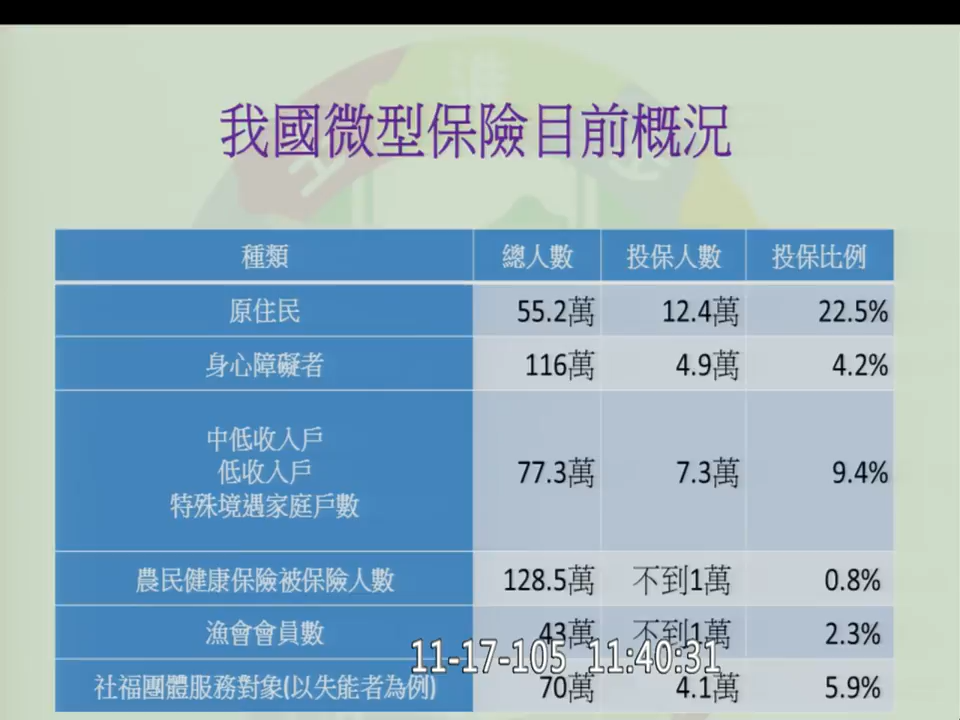 我國微型保險目前概況
種類 總人數 投保人數 投保比例
原住民 55.2萬 12.4萬 22.5%
身心障礙者 116萬 4.9萬 4.2%
中低收入戶
低收入戶
特殊境遇家庭戶數
77.3萬 7.3萬 9.4%
農民健康保險被保險人數 128.5萬 不到1萬 0.8%
漁會會員數 43萬 不到1萬 2.3%
11-17-105 11:40:31
社福團體服務對象(以失能者為例) 70萬 4.1萬 5.9%